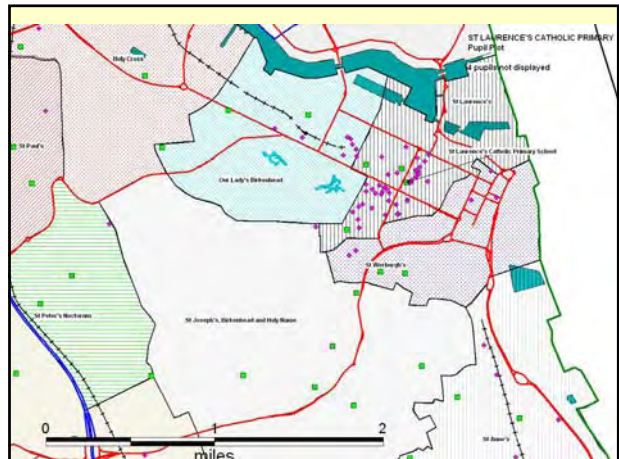 ST LAURENCE'S CATHOLIC PRIMARY
Pupil Plot
4 pupils not displayed
Holy Cross
St Laurence's
St Paul's
St Laurence's Catholic Primary School
Our Lady's Birkenhead
St Werburgh's
St Peter's Noctorum
St Joseph's, Birkenhead and Holy Name
St Anne's
0 1 2
miles